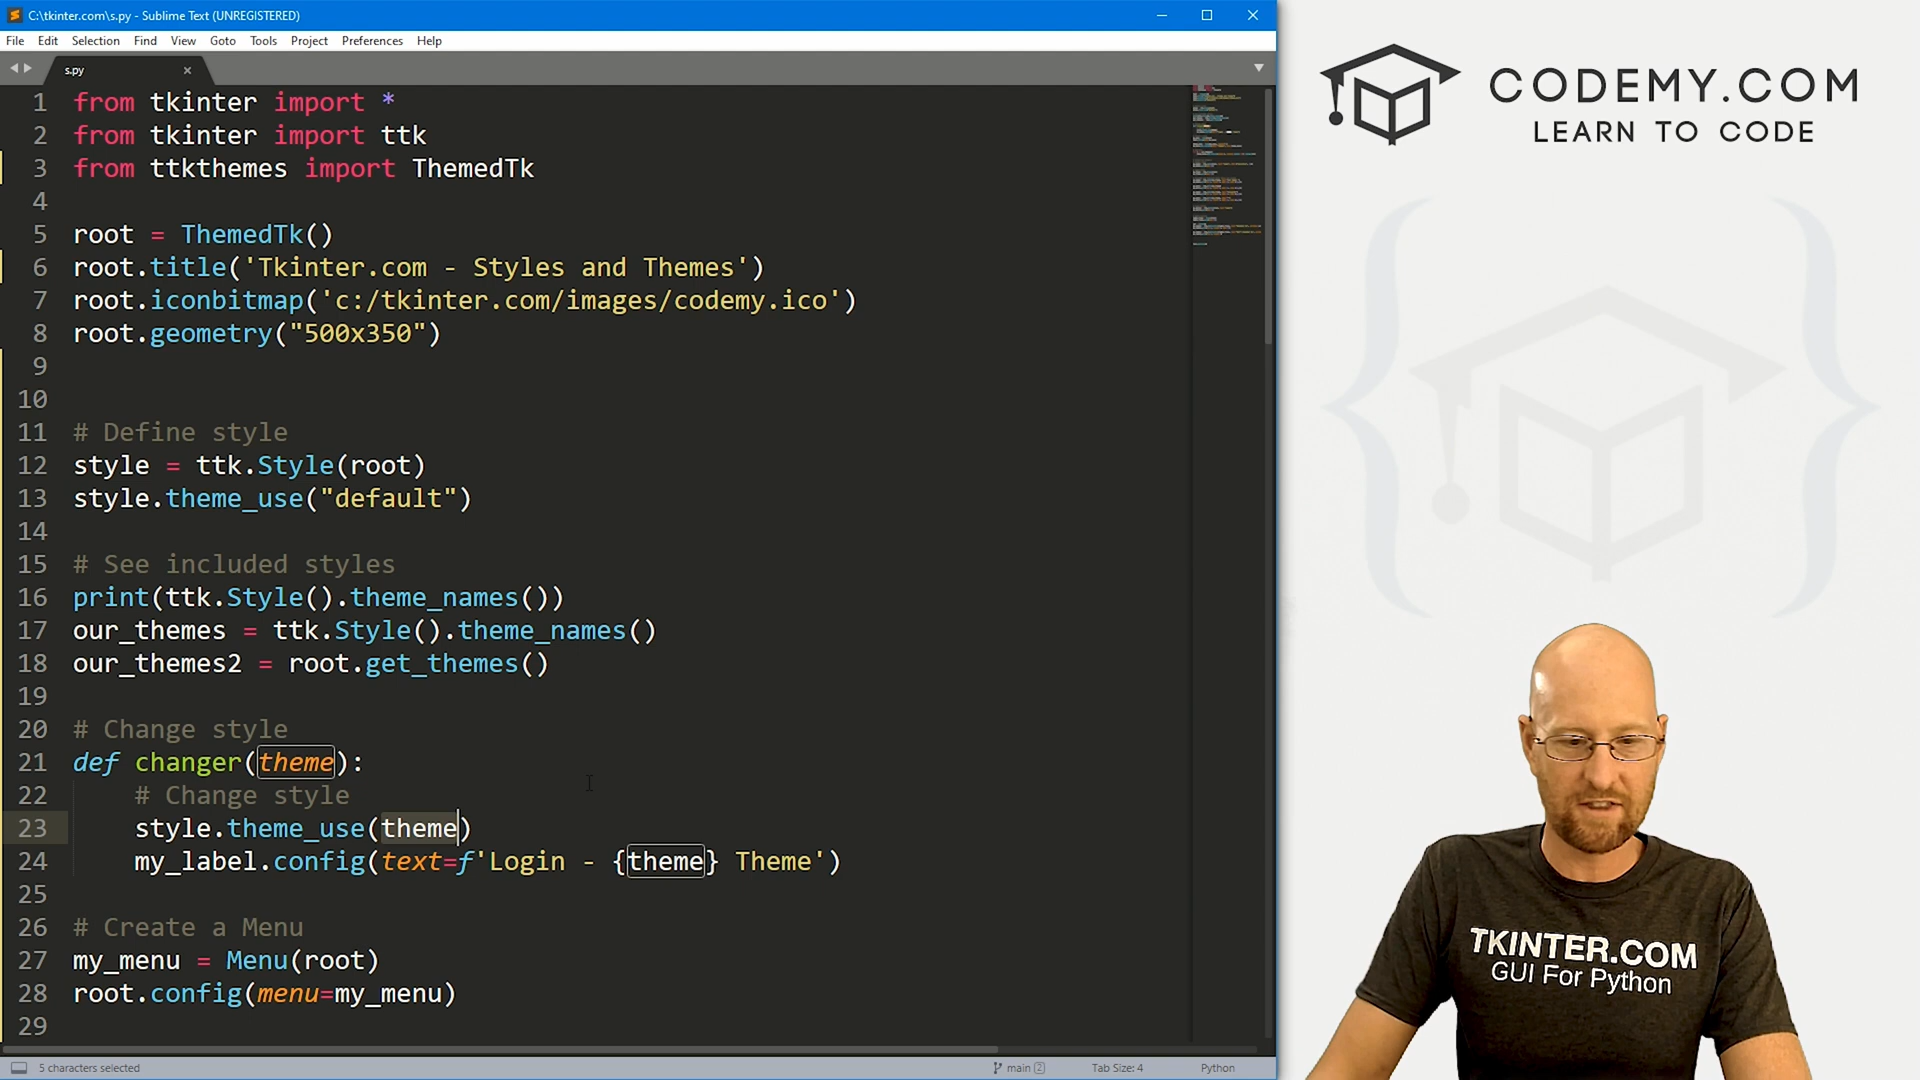 C:\tkinter.com\s.py - Sublime Text (UNREGISTERED)
File Edit Selection Find View Goto Tools Project Preferences Help
s.py
1 from tkinter import *
2 from tkinter import ttk
3 from ttkthemes import ThemedTk
4
5 root = ThemedTk()
6 root.title('Tkinter.com - Styles and Themes')
7 root.iconbitmap('c:/tkinter.com/images/codemy.ico')
8 root.geometry("500x350")
9
10
11 # Define style
12 style = ttk.Style(root)
13 style.theme_use("default")
14
15 # See included styles
16 print(ttk.Style().theme_names())
17 our_themes = ttk.Style().theme_names()
18 our_themes2 = root.get_themes()
19
20 # Change style
21 def changer(theme):
22 # Change style
23 style.theme_use(theme)
24 my_label.config(text=f'Login - {theme} Theme')
25
26 # Create a Menu
27 my_menu = Menu(root)
28 root.config(menu=my_menu)
29
5 characters selected
main 2
Tab Size: 4
Python
CODEMY.COM
LEARN TO CODE
TKINTER.COM
GUI For Python